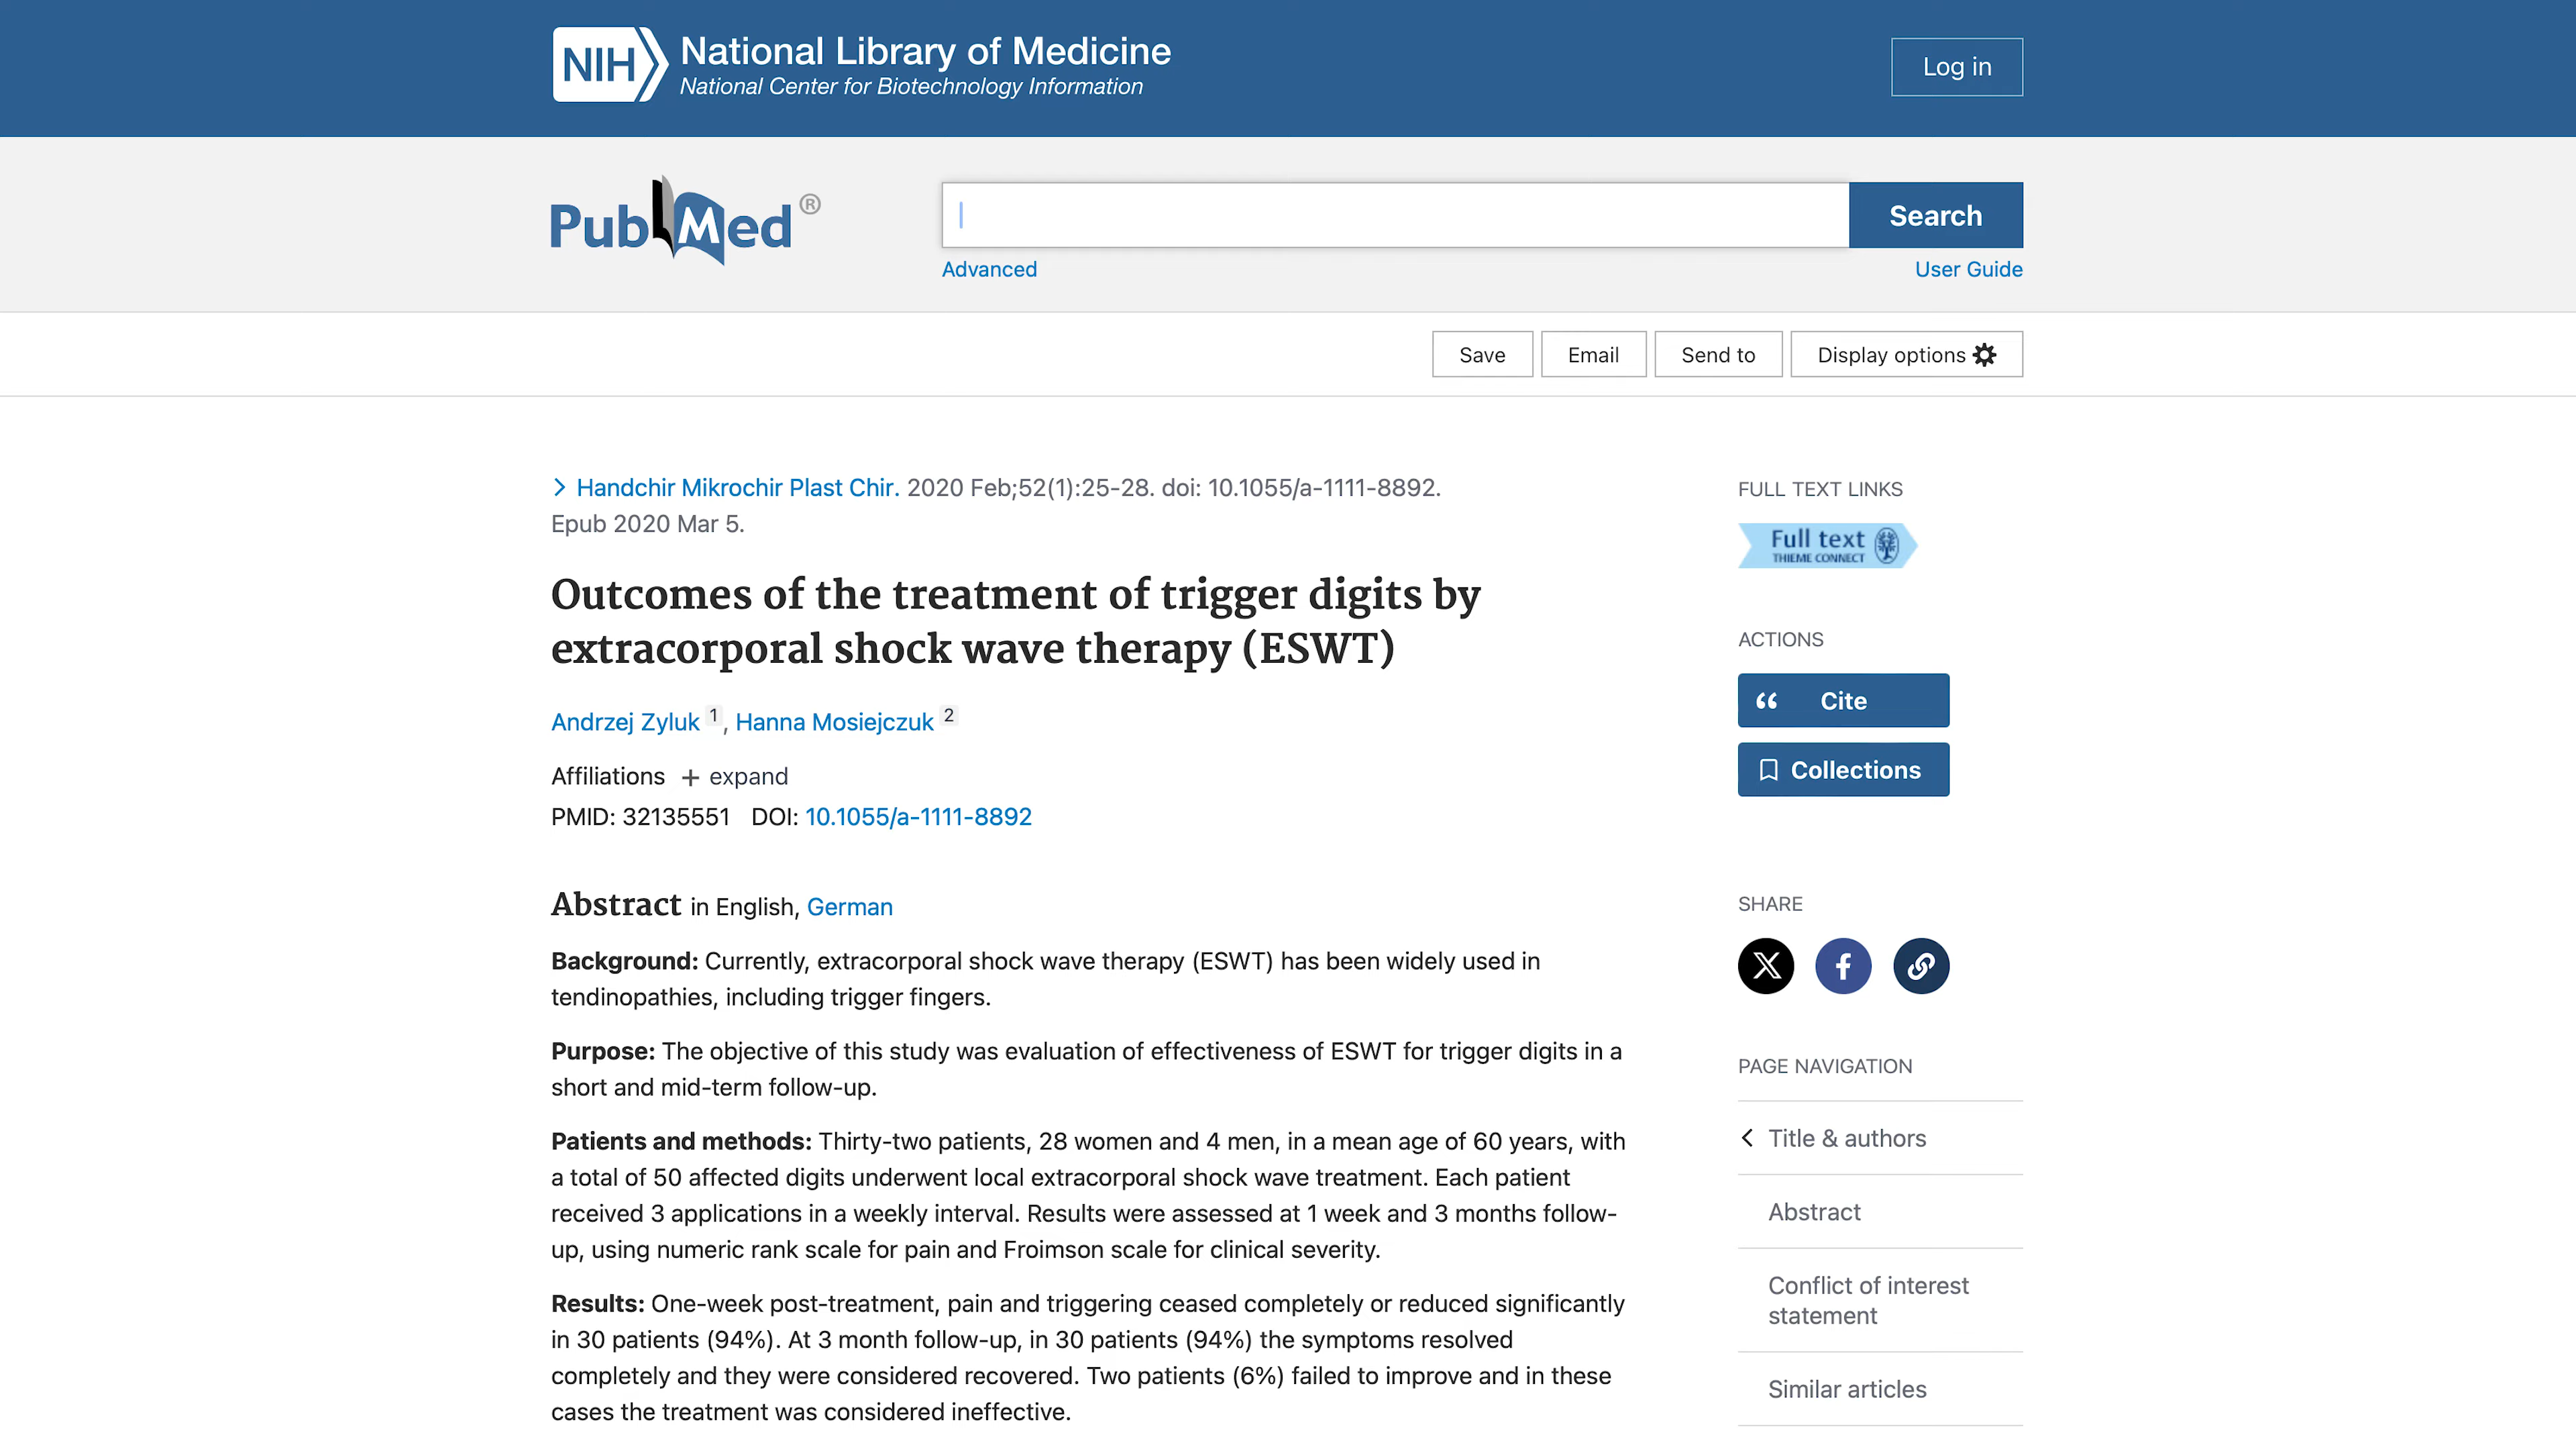 NIH National Library of Medicine
National Center for Biotechnology Information
Log in
PubMed®
Search
Advanced
User Guide
Save
Email
Send to
Display options
Handchir Mikrochir Plast Chir. 2020 Feb;52(1):25-28. doi: 10.1055/a-1111-8892.
Epub 2020 Mar 5.
Outcomes of the treatment of trigger digits by
extracorporal shock wave therapy (ESWT)
Andrzej Zyluk 1, Hanna Mosiejczuk 2
Affiliations + expand
PMID: 32135551 DOI: 10.1055/a-1111-8892
Abstract in English, German
Background: Currently, extracorporal shock wave therapy (ESWT) has been widely used in
tendinopathies, including trigger fingers.
Purpose: The objective of this study was evaluation of effectiveness of ESWT for trigger digits in a
short and mid-term follow-up.
Patients and methods: Thirty-two patients, 28 women and 4 men, in a mean age of 60 years, with
a total of 50 affected digits underwent local extracorporal shock wave treatment. Each patient
received 3 applications in a weekly interval. Results were assessed at 1 week and 3 months follow-
up, using numeric rank scale for pain and Froimson scale for clinical severity.
Results: One-week post-treatment, pain and triggering ceased completely or reduced significantly
in 30 patients (94%). At 3 month follow-up, in 30 patients (94%) the symptoms resolved
completely and they were considered recovered. Two patients (6%) failed to improve and in these
cases the treatment was considered ineffective.
FULL TEXT LINKS
Full text
THIEME CONNECT
ACTIONS
Cite
Collections
SHARE
PAGE NAVIGATION
Title & authors
Abstract
Conflict of interest
statement
Similar articles